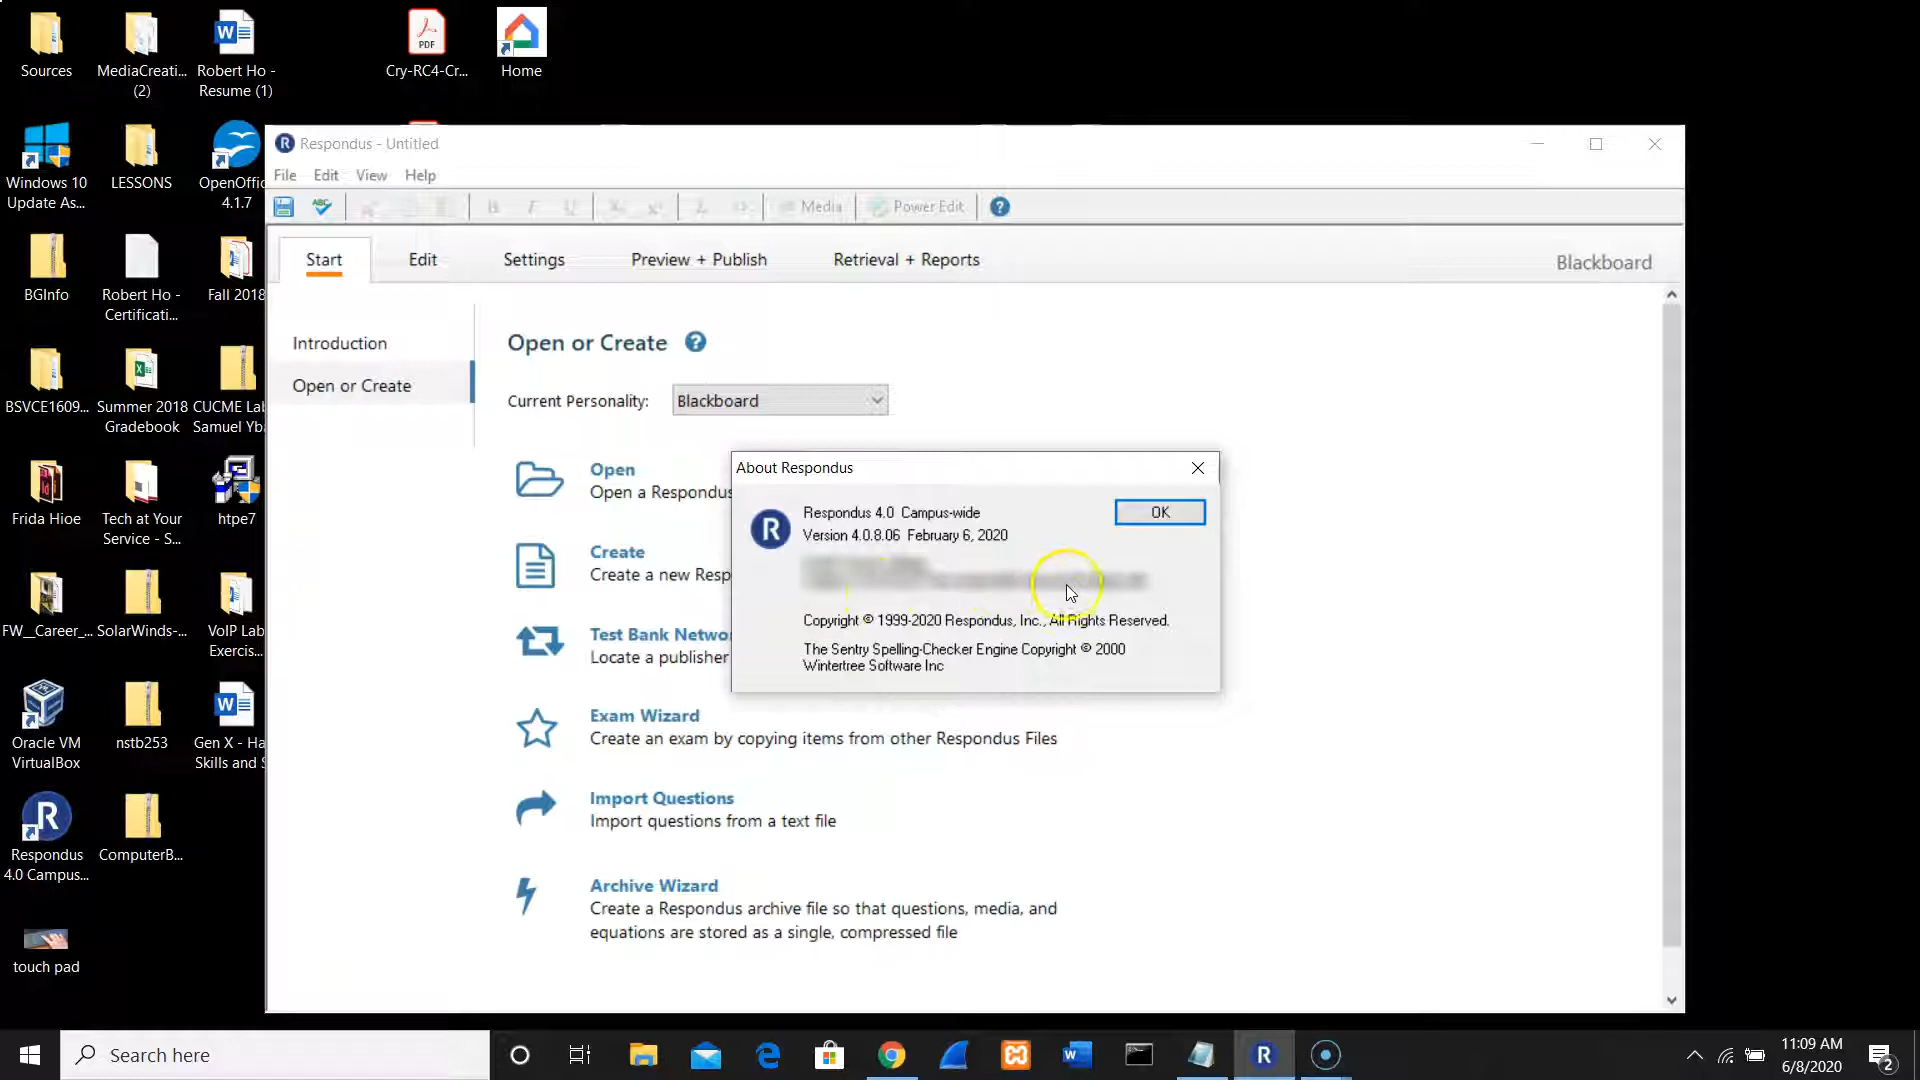 Sources
MediaCreati...
(2)
Robert Ho -
Resume (1)
PDF
Cry-RC4-Cr...
Home
Windows 10
Update As...
LESSONS
OpenOffic
4.1.7
BGInfo
Robert Ho -
Certificati...
Fall 2018
BSVCE1609...
Summer 2018
Gradebook
CUCME Lab
Samuel Yba
Frida Hioe
Tech at Your
Service - S...
htpe7
FW__Career_...
SolarWinds-...
VoIP Lab
Exercis...
Oracle VM
VirtualBox
nstb253
Gen X - Ha
Skills and S
Respondus
4.0 Campus...
ComputerB...
touch pad
Respondus - Untitled
File Edit View Help
ABC
Media Power Edit
Start Edit Settings Preview + Publish Retrieval + Reports Blackboard
Introduction
Open or Create
Open or Create
Current Personality: Blackboard
Open
Open a Respondus
Create
Create a new Resp
Test Bank Netwo
Locate a publisher
Exam Wizard
Create an exam by copying items from other Respondus Files
Import Questions
Import questions from a text file
Archive Wizard
Create a Respondus archive file so that questions, media, and
equations are stored as a single, compressed file
About Respondus
R
Respondus 4.0 Campus-wide
OK
Version 4.0.8.06 February 6, 2020
Copyright © 1999-2020 Respondus, Inc., All Rights Reserved.
The Sentry Spelling-Checker Engine Copyright © 2000
Wintertree Software Inc
Search here
11:09 AM
6/8/2020
2